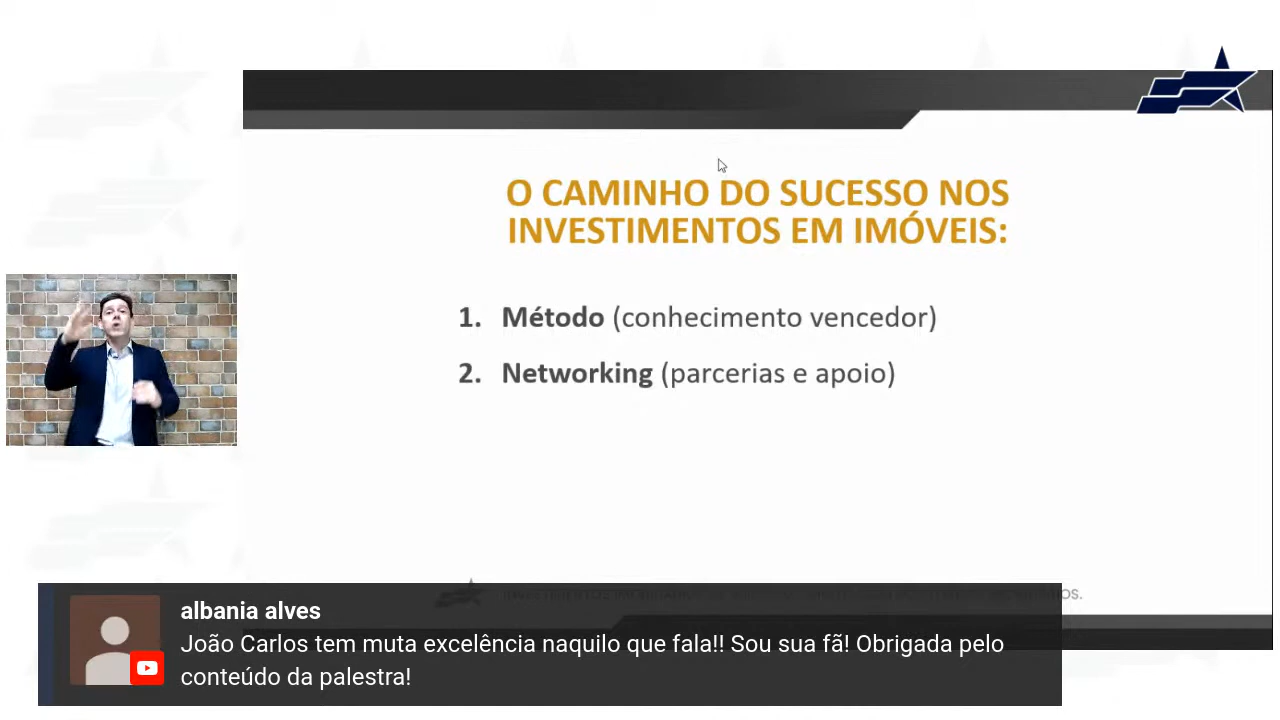 O CAMINHO DO SUCESSO NOS
INVESTIMENTOS EM IMÓVEIS:
1. Método (conhecimento vencedor)
2. Networking (parcerias e apoio)
albania alves
João Carlos tem muta excelência naquilo que fala!! Sou sua fã! Obrigada pelo
conteúdo da palestra!